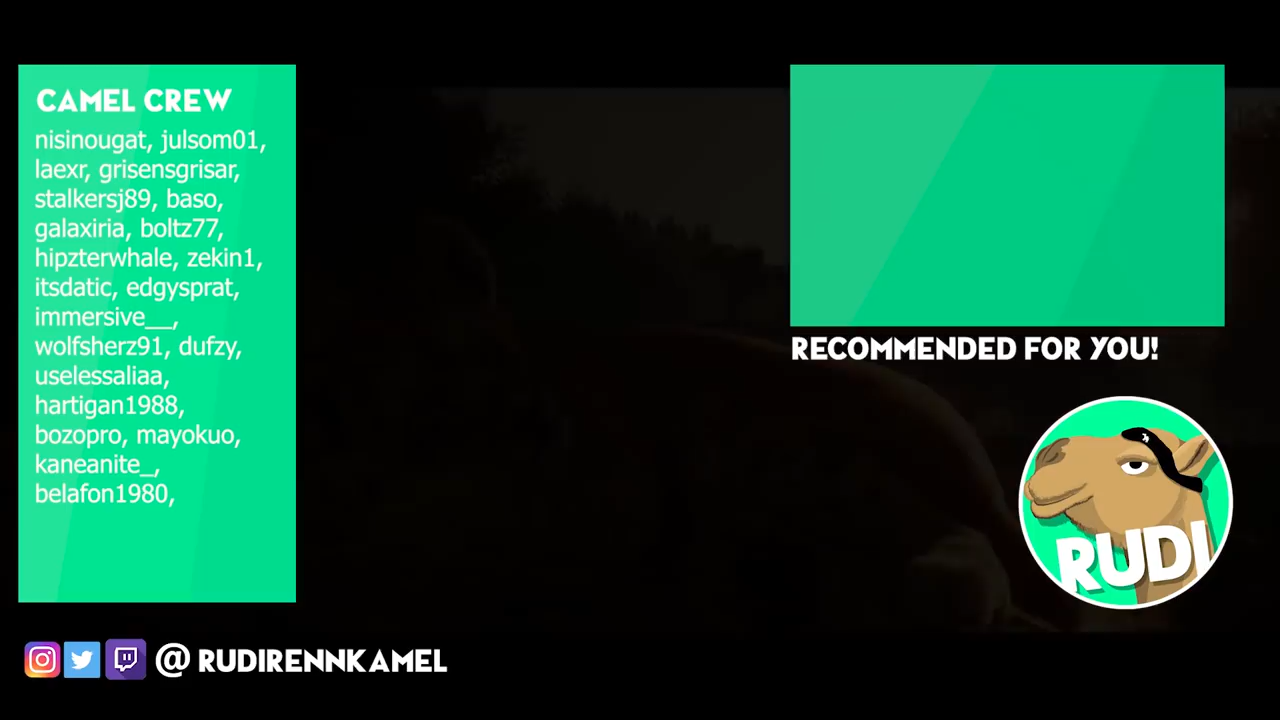 CAMEL CREW
nisinougat, julsom01,
laexr, grisensgrisar,
stalkersj89, baso,
galaxiria, boltz77,
hipzterwhale, zekin1,
itsdatic, edgysprat,
immersive__,
wolfsherz91, dufzy,
uselessaliaa,
hartigan1988,
bozopro, mayokuo,
kaneanite_,
belafon1980,
RECOMMENDED FOR YOU!
RUDI
@ RUDIRENNKAMEL